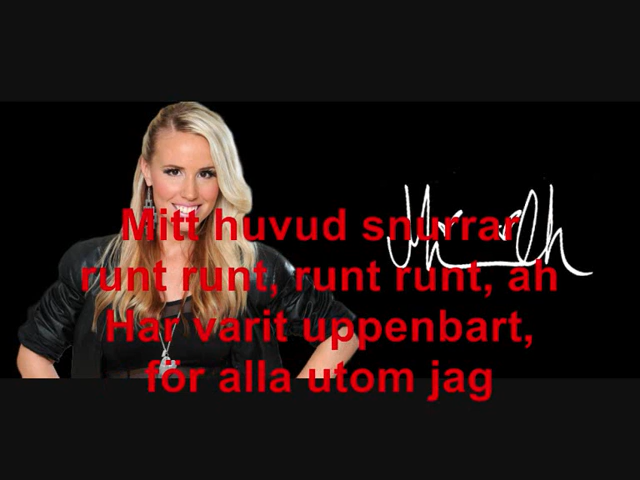 Mitt huvud snurrar
runt runt, runt runt, ah
Har varit uppenbart,
för alla utom jag